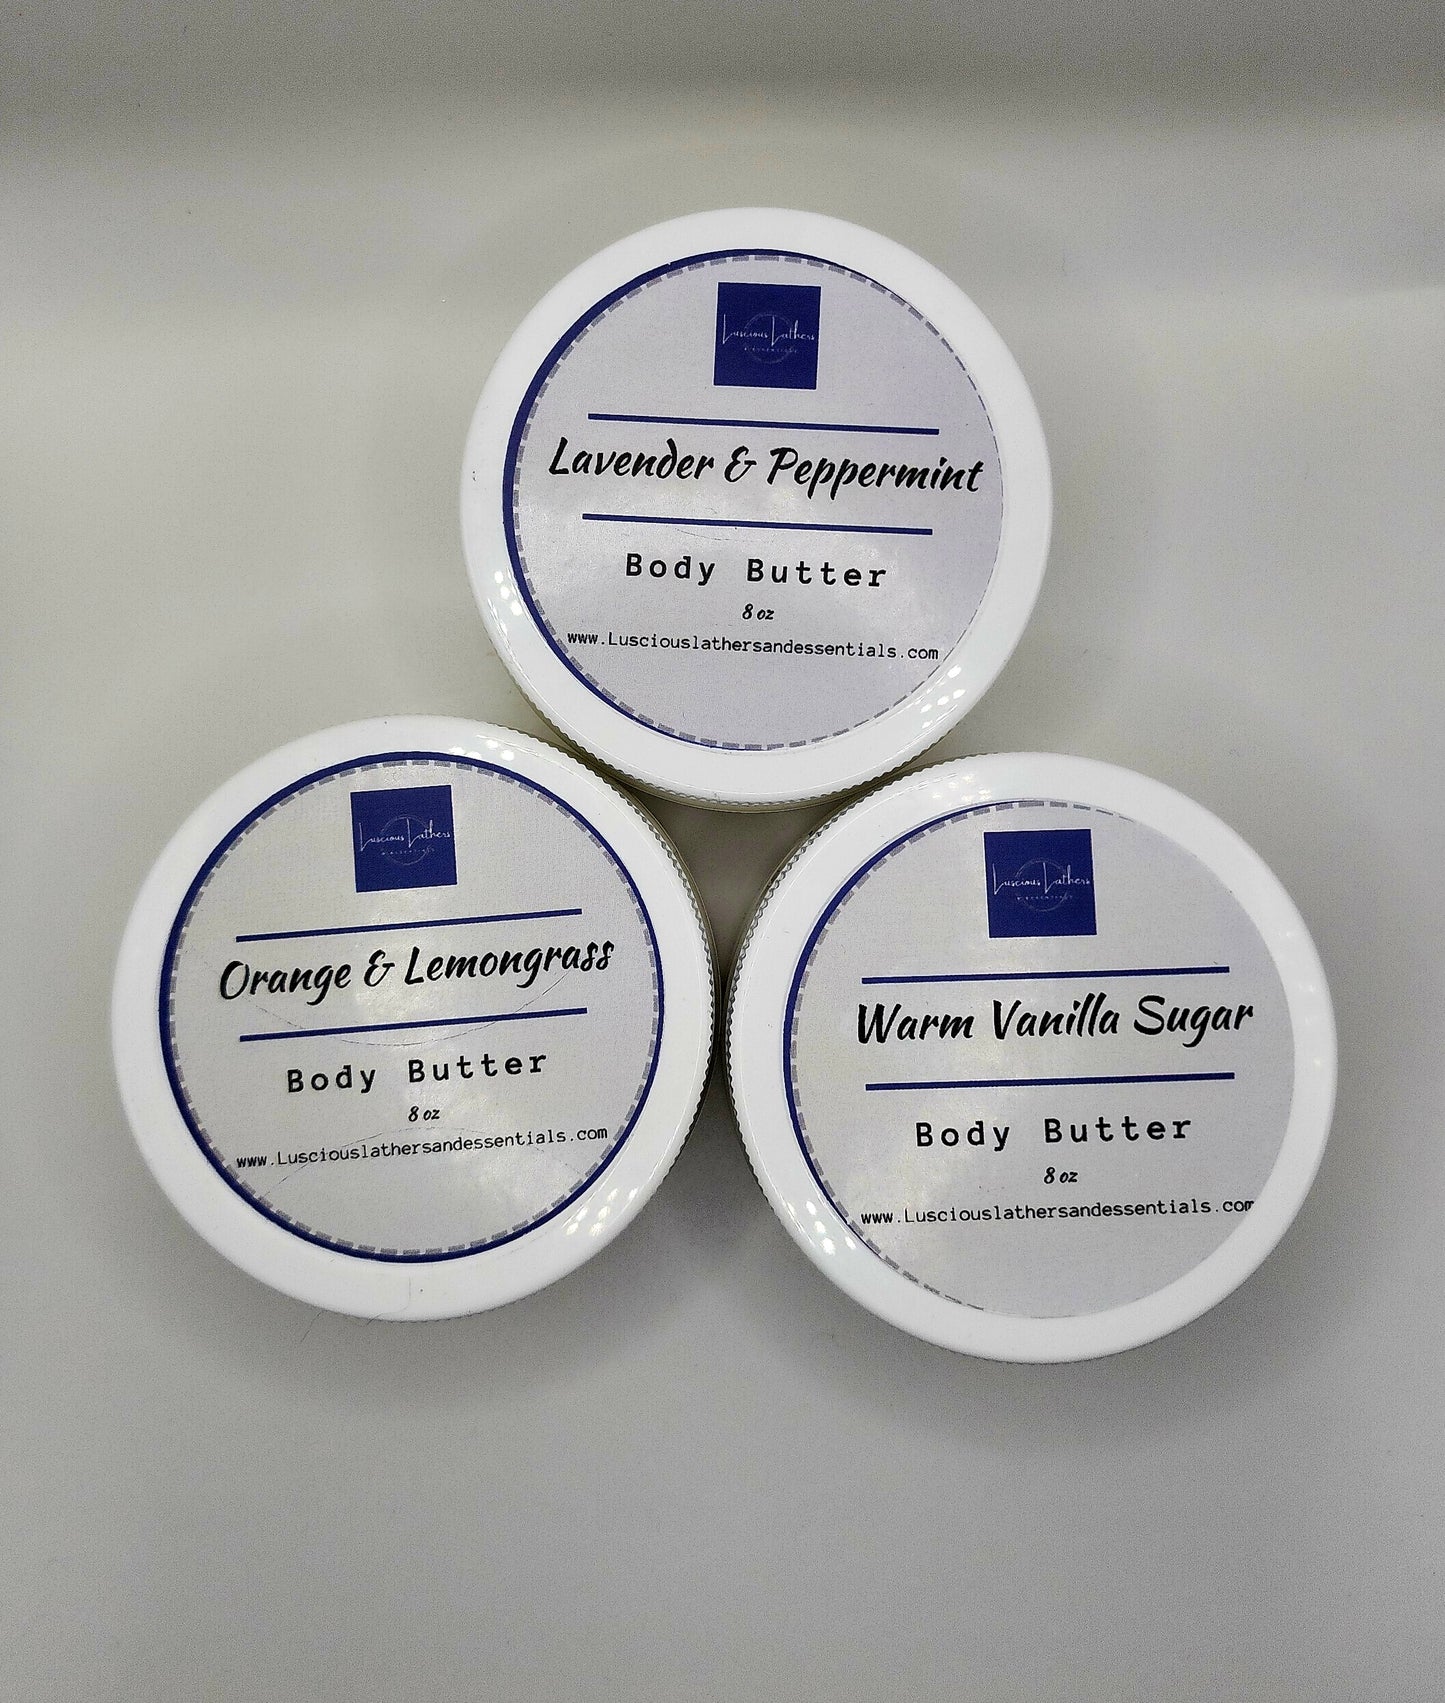 Luscious Lathers
Lavender & Peppermint
Body Butter
8 oz
www.Lusciouslathersandessentials.com
Luscious Lathers
Orange & Lemongrass
Body Butter
8 oz
www.Lusciouslathersandessentials.com
Luscious Lathers
Warm Vanilla Sugar
Body Butter
8 oz
www.Lusciouslathersandessentials.com